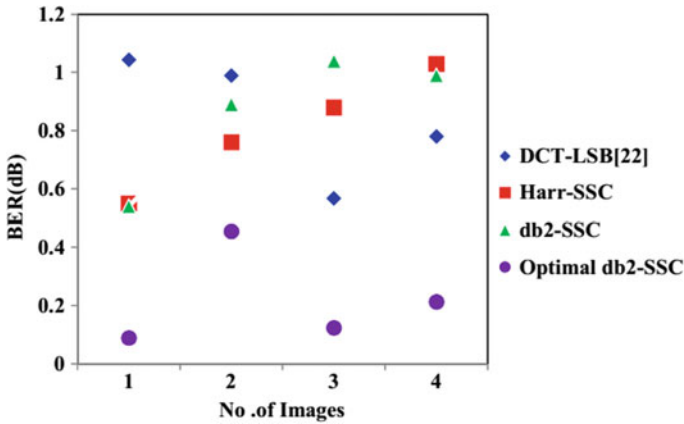 1.2
1
0.8
0.6
0.4
0.2
0
BER(dB)
1 2 3 4
No .of Images
DCT-LSB[22]
Harr-SSC
db2-SSC
Optimal db2-SSC